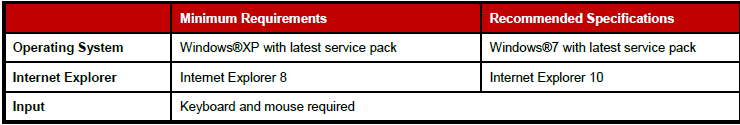 Minimum Requirements Recommended Specifications
Operating System Windows®XP with latest service pack Windows®7 with latest service pack
Internet Explorer Internet Explorer 8 Internet Explorer 10
Input Keyboard and mouse required